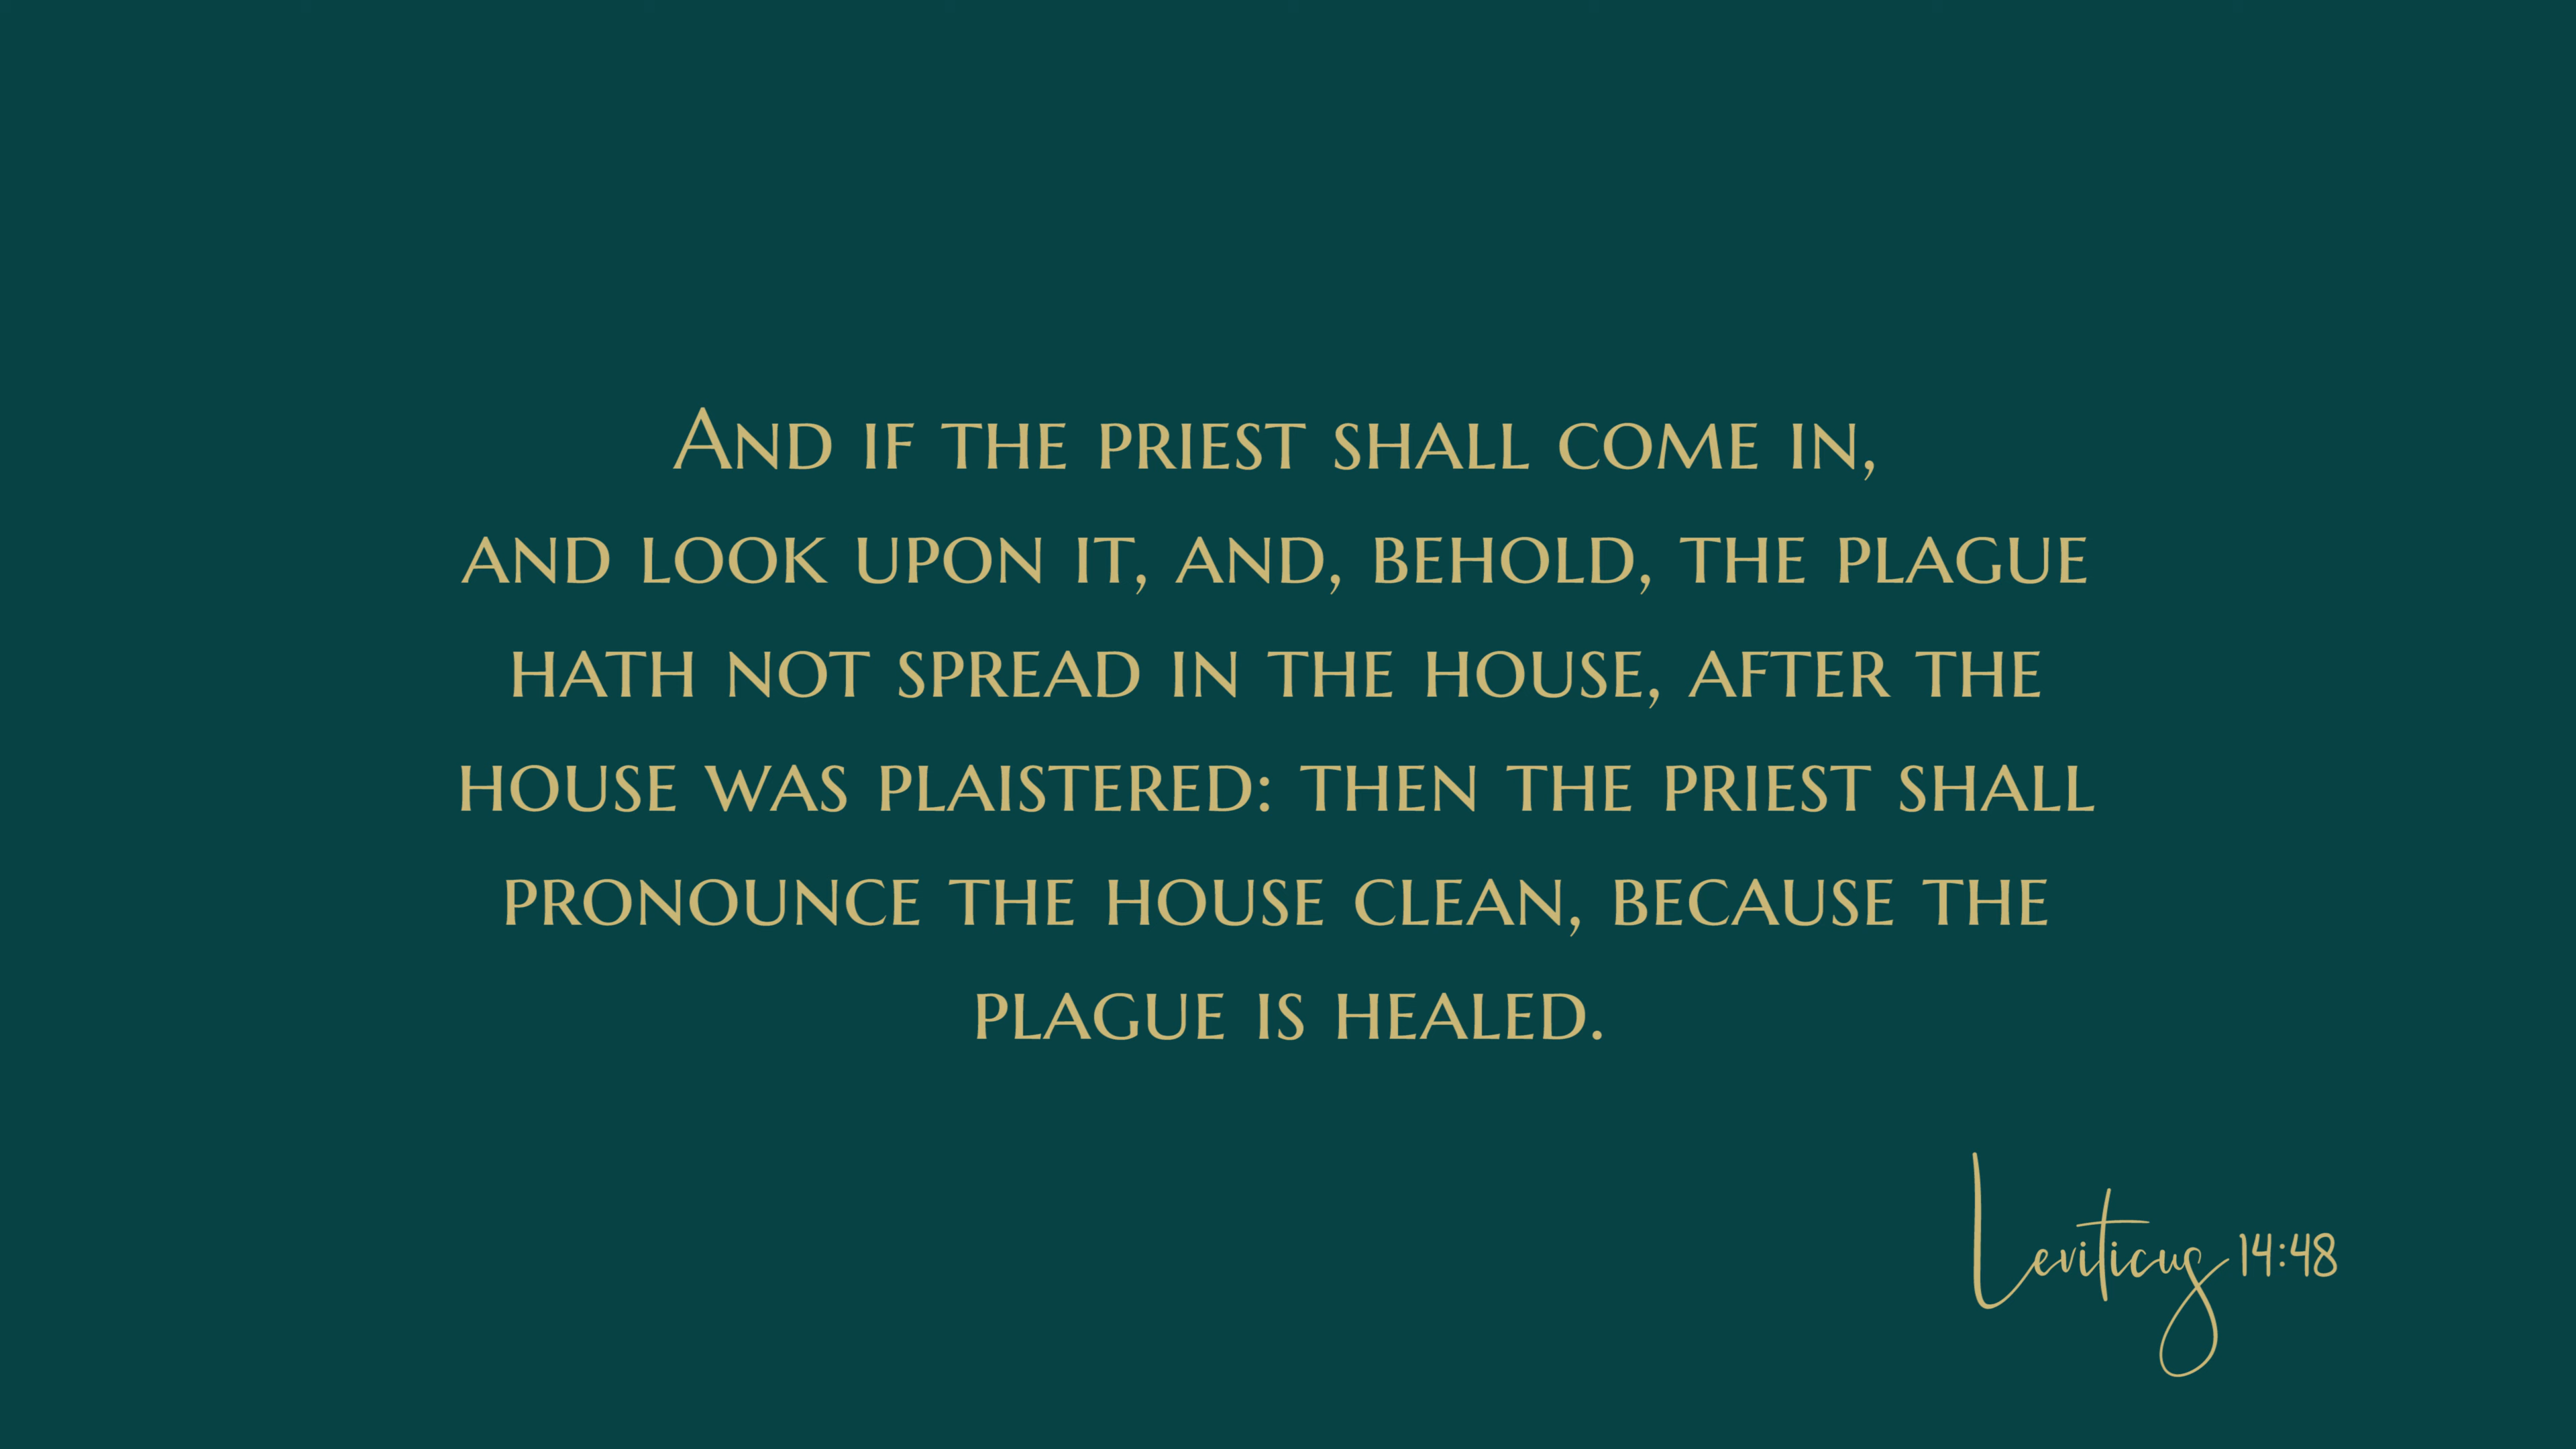 And if the priest shall come in,
and look upon it, and, behold, the plague
hath not spread in the house, after the
house was plaistered: then the priest shall
pronounce the house clean, because the
plague is healed.
Leviticus 14:48